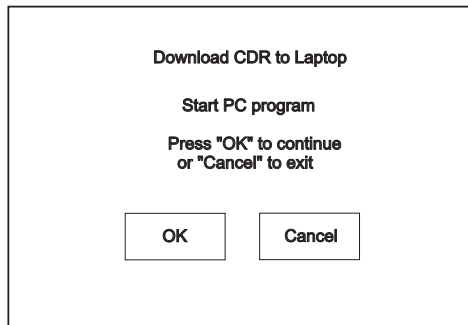 Download CDR to Laptop
Start PC program
Press "OK" to continue
or "Cancel" to exit
OK
Cancel